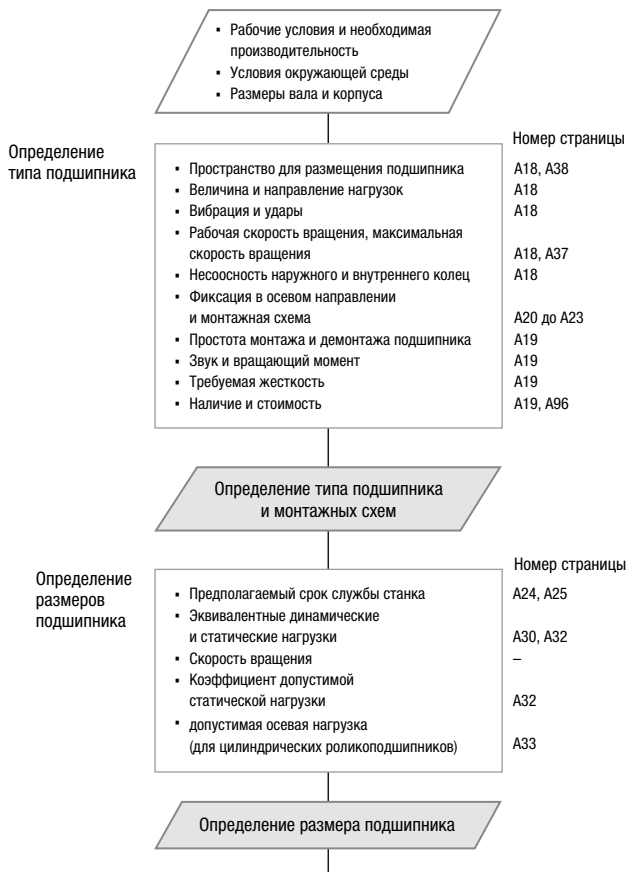 ▪ Рабочие условия и необходимая
производительность
▪ Условия окружающей среды
▪ Размеры вала и корпуса
Номер страницы
Определение
типа подшипника
▪ Пространство для размещения подшипника A18, A38
▪ Величина и направление нагрузок A18
▪ Вибрация и удары A18
▪ Рабочая скорость вращения, максимальная
скорость вращения A18, A37
▪ Несоосность наружного и внутреннего колец A18
▪ Фиксация в осевом направлении
и монтажная схема A20 до A23
▪ Простота монтажа и демонтажа подшипника A19
▪ Звук и вращающий момент A19
▪ Требуемая жесткость A19
▪ Наличие и стоимость A19, A96
Определение типа подшипника
и монтажных схем
Номер страницы
Определение
размеров
подшипника
▪ Предполагаемый срок службы станка A24, A25
▪ Эквивалентные динамические
и статические нагрузки A30, A32
▪ Скорость вращения –
▪ Коэффициент допустимой
статической нагрузки A32
▪ допустимая осевая нагрузка
(для цилиндрических роликоподшипников) A33
Определение размера подшипника